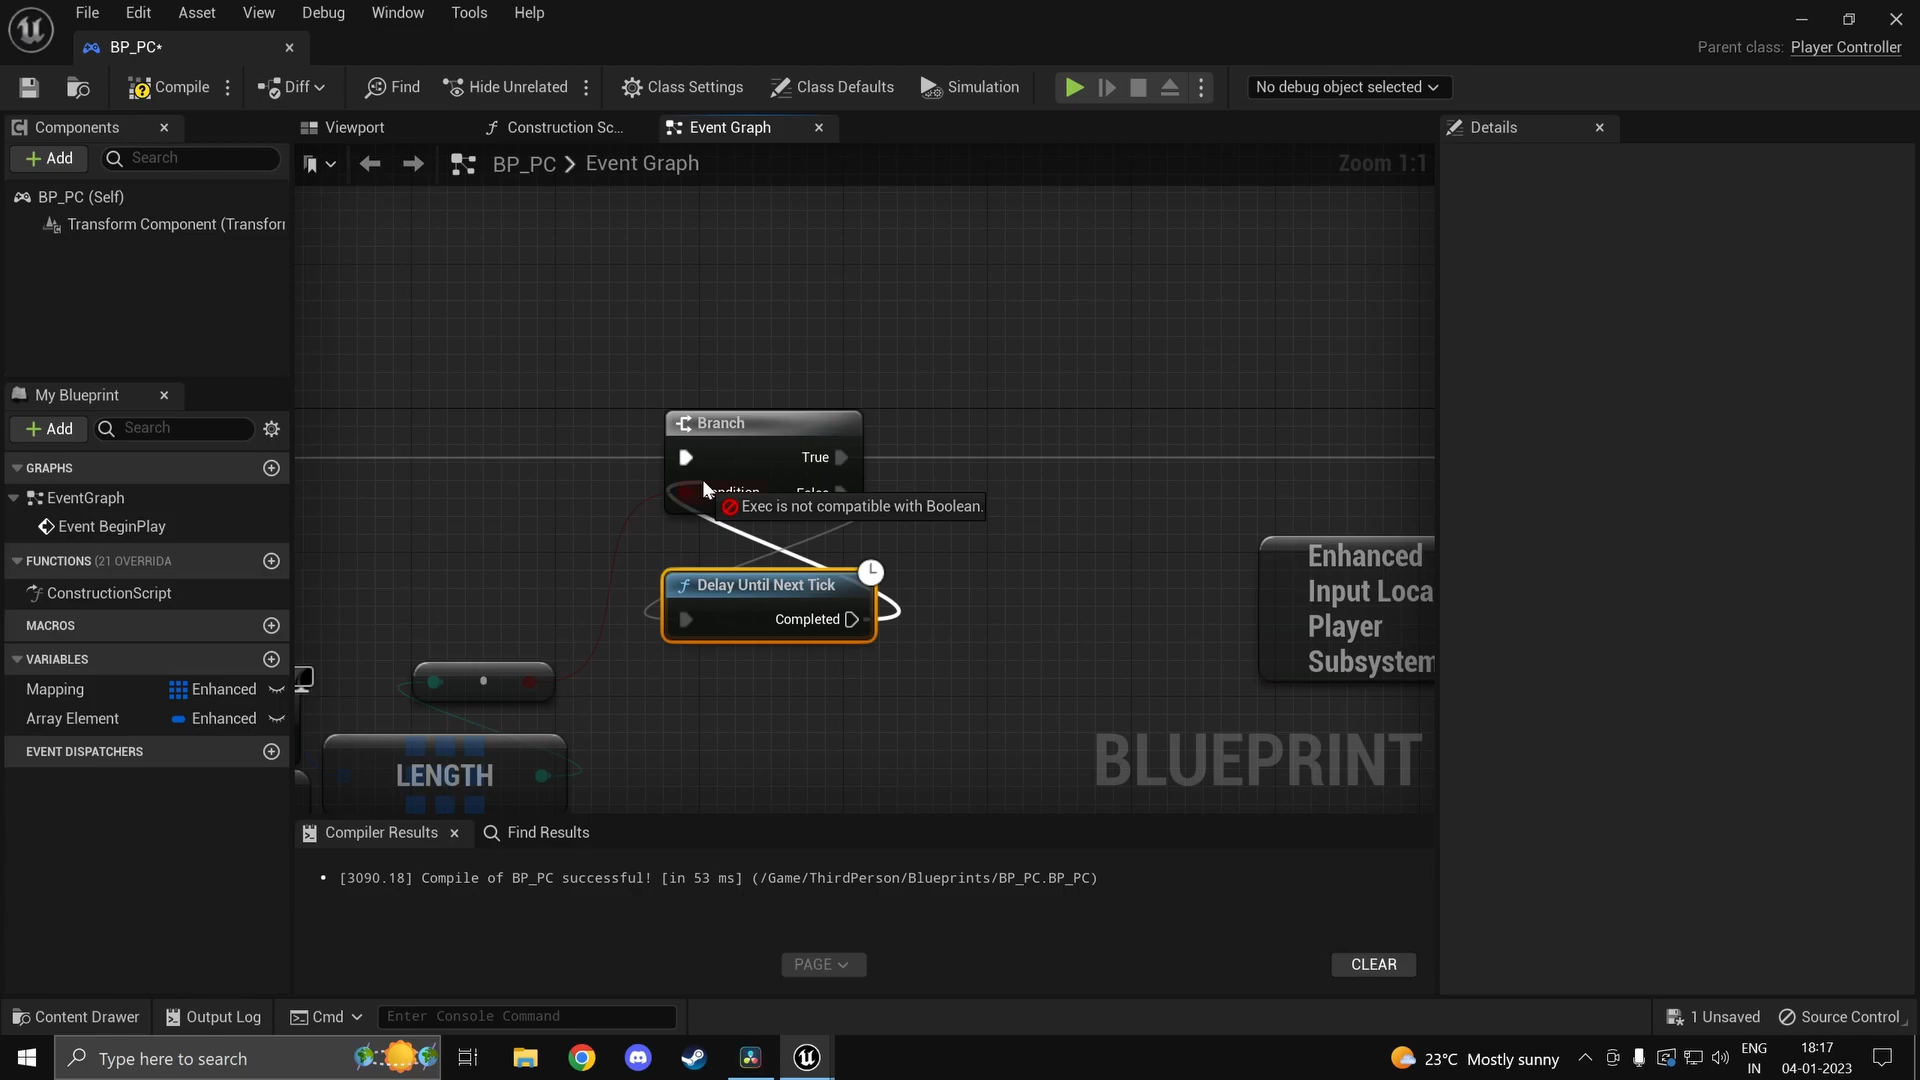 File Edit Asset View Debug Window Tools Help
BP_PC*
Parent class: Player Controller
Compile Diff Find Hide Unrelated Class Settings Class Defaults Simulation No debug object selected
Components Viewport Construction Sc... Event Graph Details
Add Search
BP_PC Event Graph Zoom 1:1
BP_PC (Self)
Transform Component (Transfor
My Blueprint
Add Search
GRAPHS
EventGraph
Event BeginPlay
FUNCTIONS (21 OVERRIDA
ConstructionScript
MACROS
VARIABLES
Mapping Enhanced
Array Element Enhanced
EVENT DISPATCHERS
Branch
True
ndition
Exec is not compatible with Boolean.
Delay Until Next Tick
Completed
Enhanced
Input Loca
Player
Subsystem
LENGTH
BLUEPRINT
Compiler Results Find Results
• [3090.18] Compile of BP_PC successful! [in 53 ms] (/Game/ThirdPerson/Blueprints/BP_PC.BP_PC)
PAGE CLEAR
Content Drawer Output Log Cmd Enter Console Command 1 Unsaved Source Control
Type here to search 23°C Mostly sunny ENG IN 18:17 04-01-2023